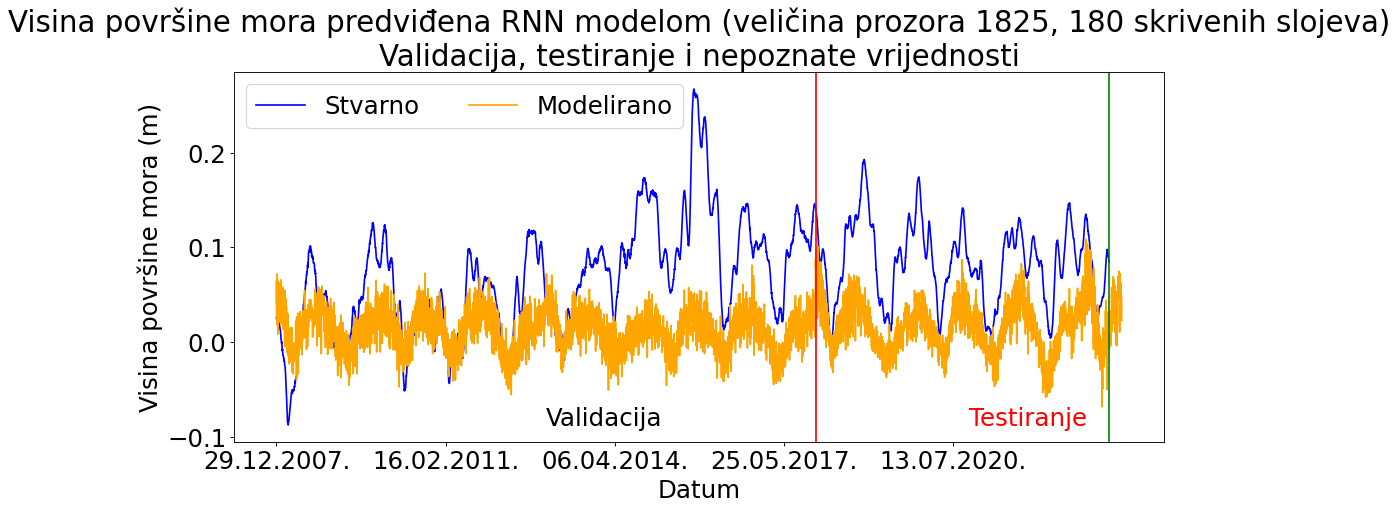 Visina površine mora predviđena RNN modelom (veličina prozora 1825, 180 skrivenih slojeva)
Validacija, testiranje i nepoznate vrijednosti
Stvarno Modelirano
Visina površine mora (m)
0.2
0.1
0.0
−0.1
Validacija
Testiranje
29.12.2007. 16.02.2011. 06.04.2014. 25.05.2017. 13.07.2020.
Datum